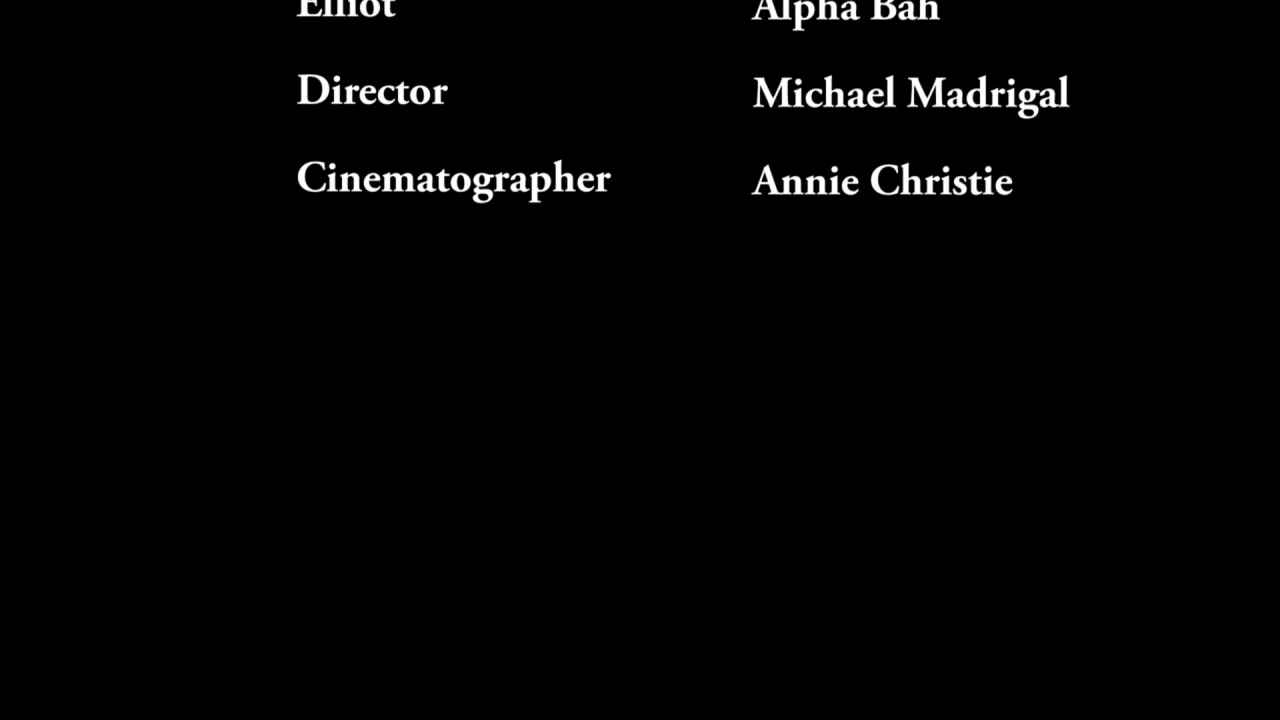 Elliot Alpha Bah
Director Michael Madrigal
Cinematographer Annie Christie